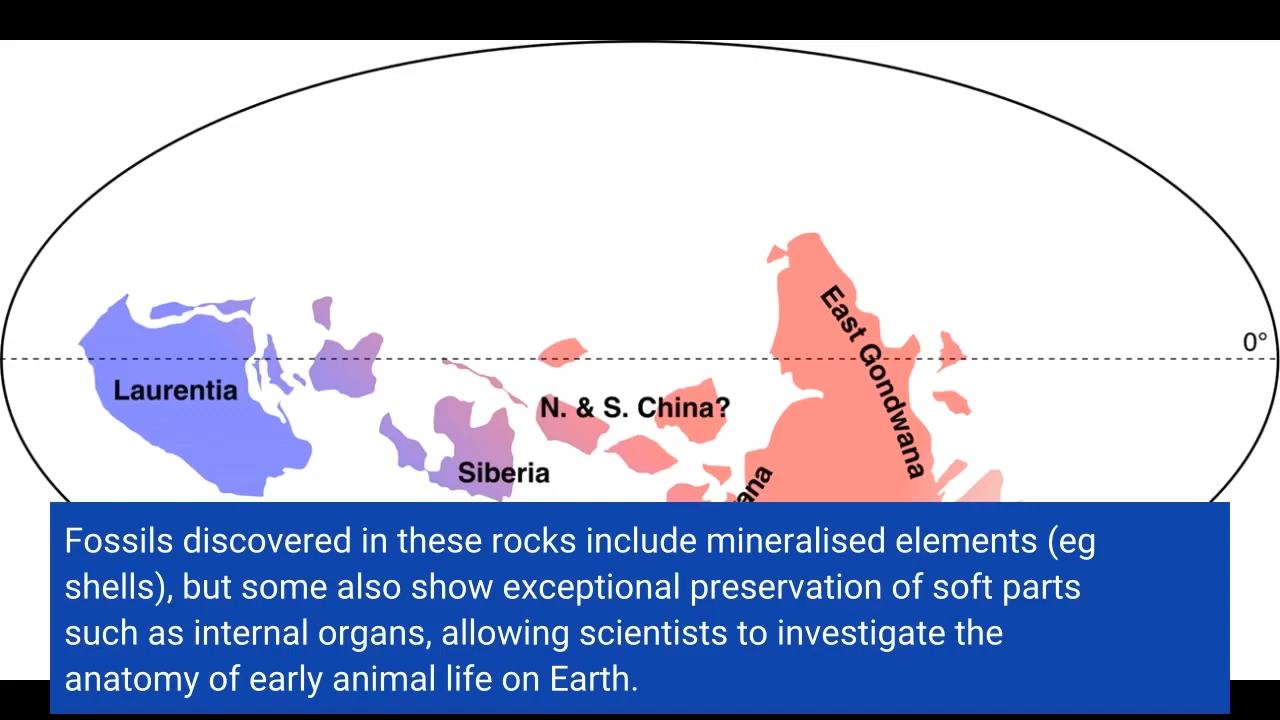 0°
Laurentia
East Gondwana
N. & S. China?
Siberia
ana
Fossils discovered in these rocks include mineralised elements (eg
shells), but some also show exceptional preservation of soft parts
such as internal organs, allowing scientists to investigate the
anatomy of early animal life on Earth.